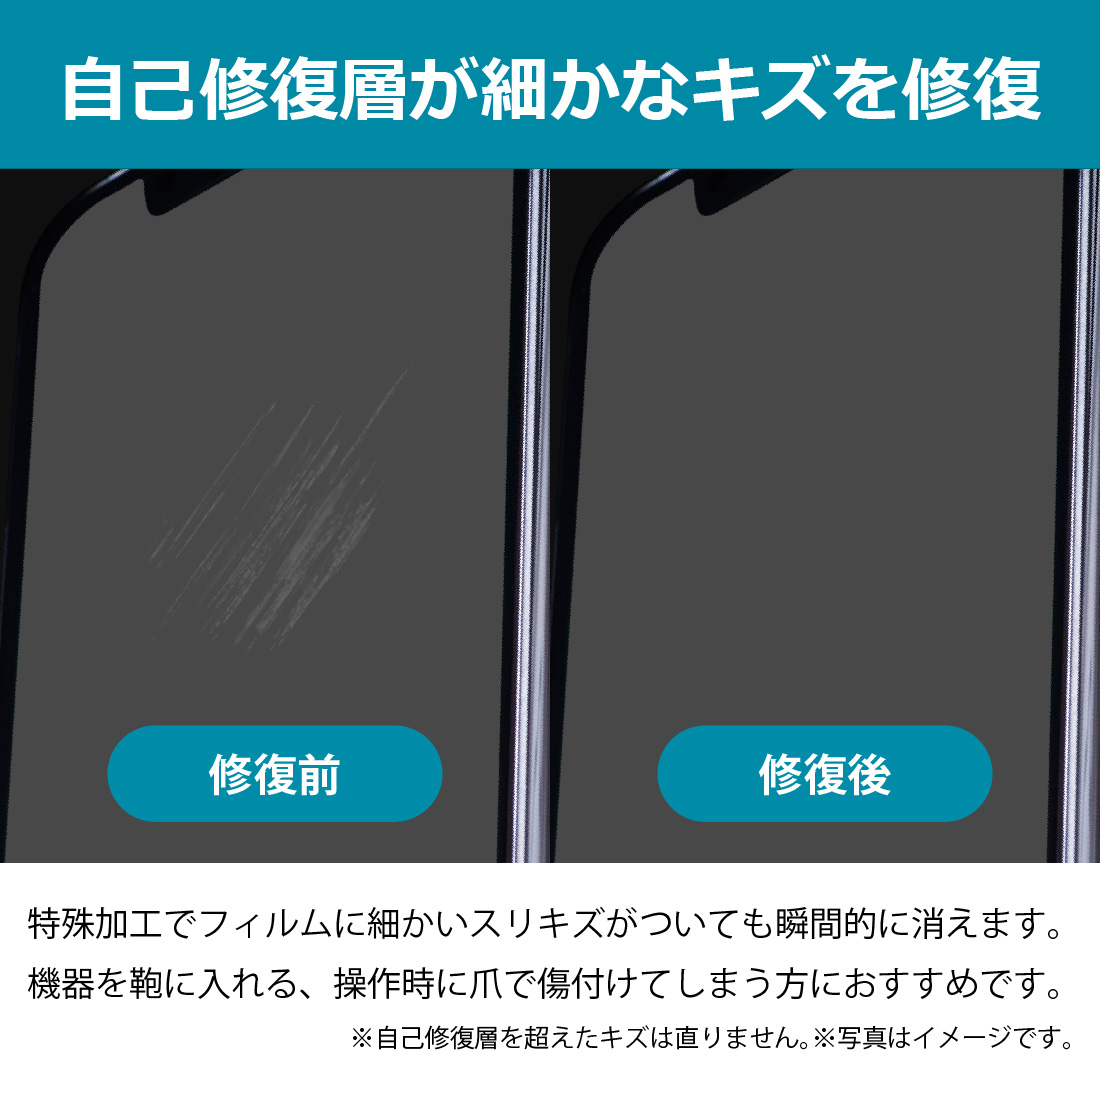 自己修復層が細かなキズを修復
修復前
修復後
特殊加工でフィルムに細かいスリキズがついても瞬間的に消えます。
機器を鞄に入れる、操作時に爪で傷付けてしまう方におすすめです。
※自己修復層を超えたキズは直りません。※写真はイメージです。